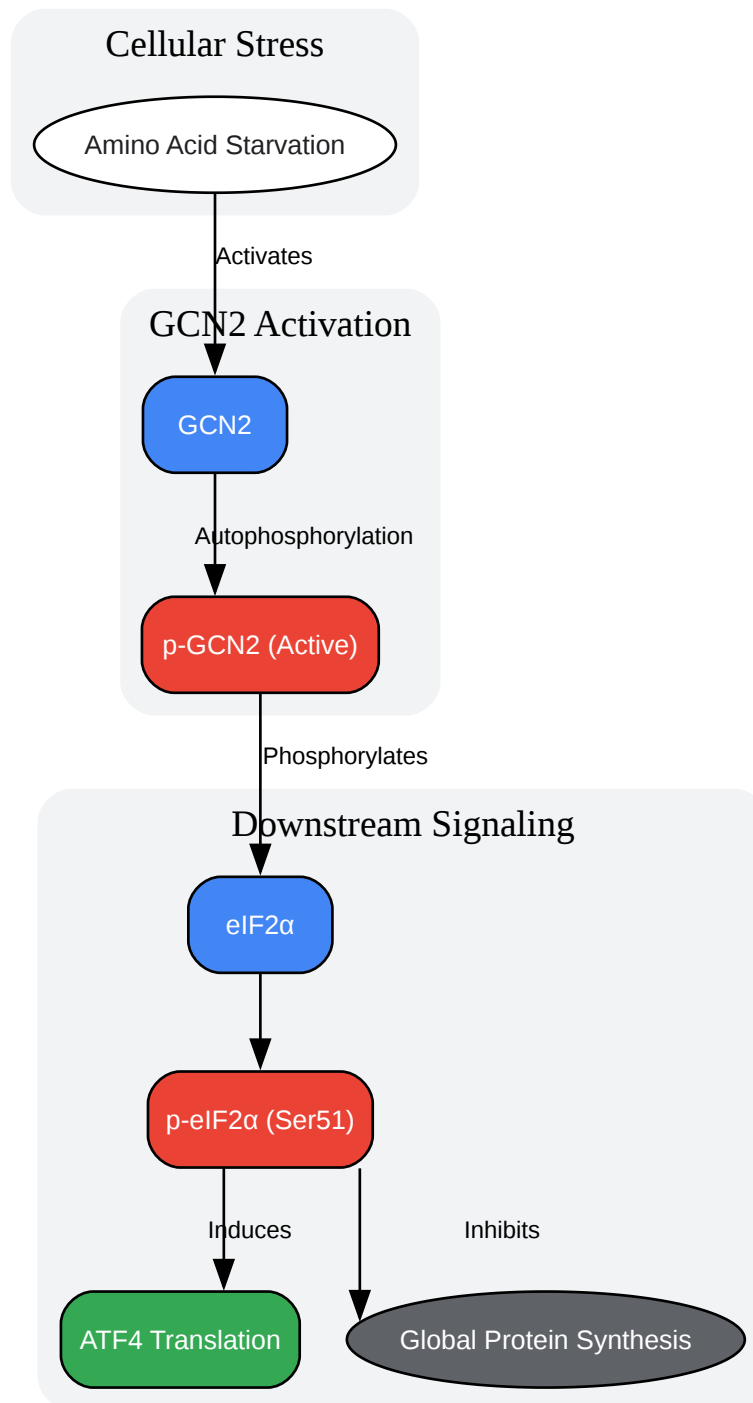 Cellular Stress
Amino Acid Starvation
Activates
GCN2 Activation
GCN2
Autophosphorylation
p-GCN2 (Active)
Phosphorylates
Downstream Signaling
eIF2α
p-eIF2α (Ser51)
Induces
Inhibits
ATF4 Translation
Global Protein Synthesis